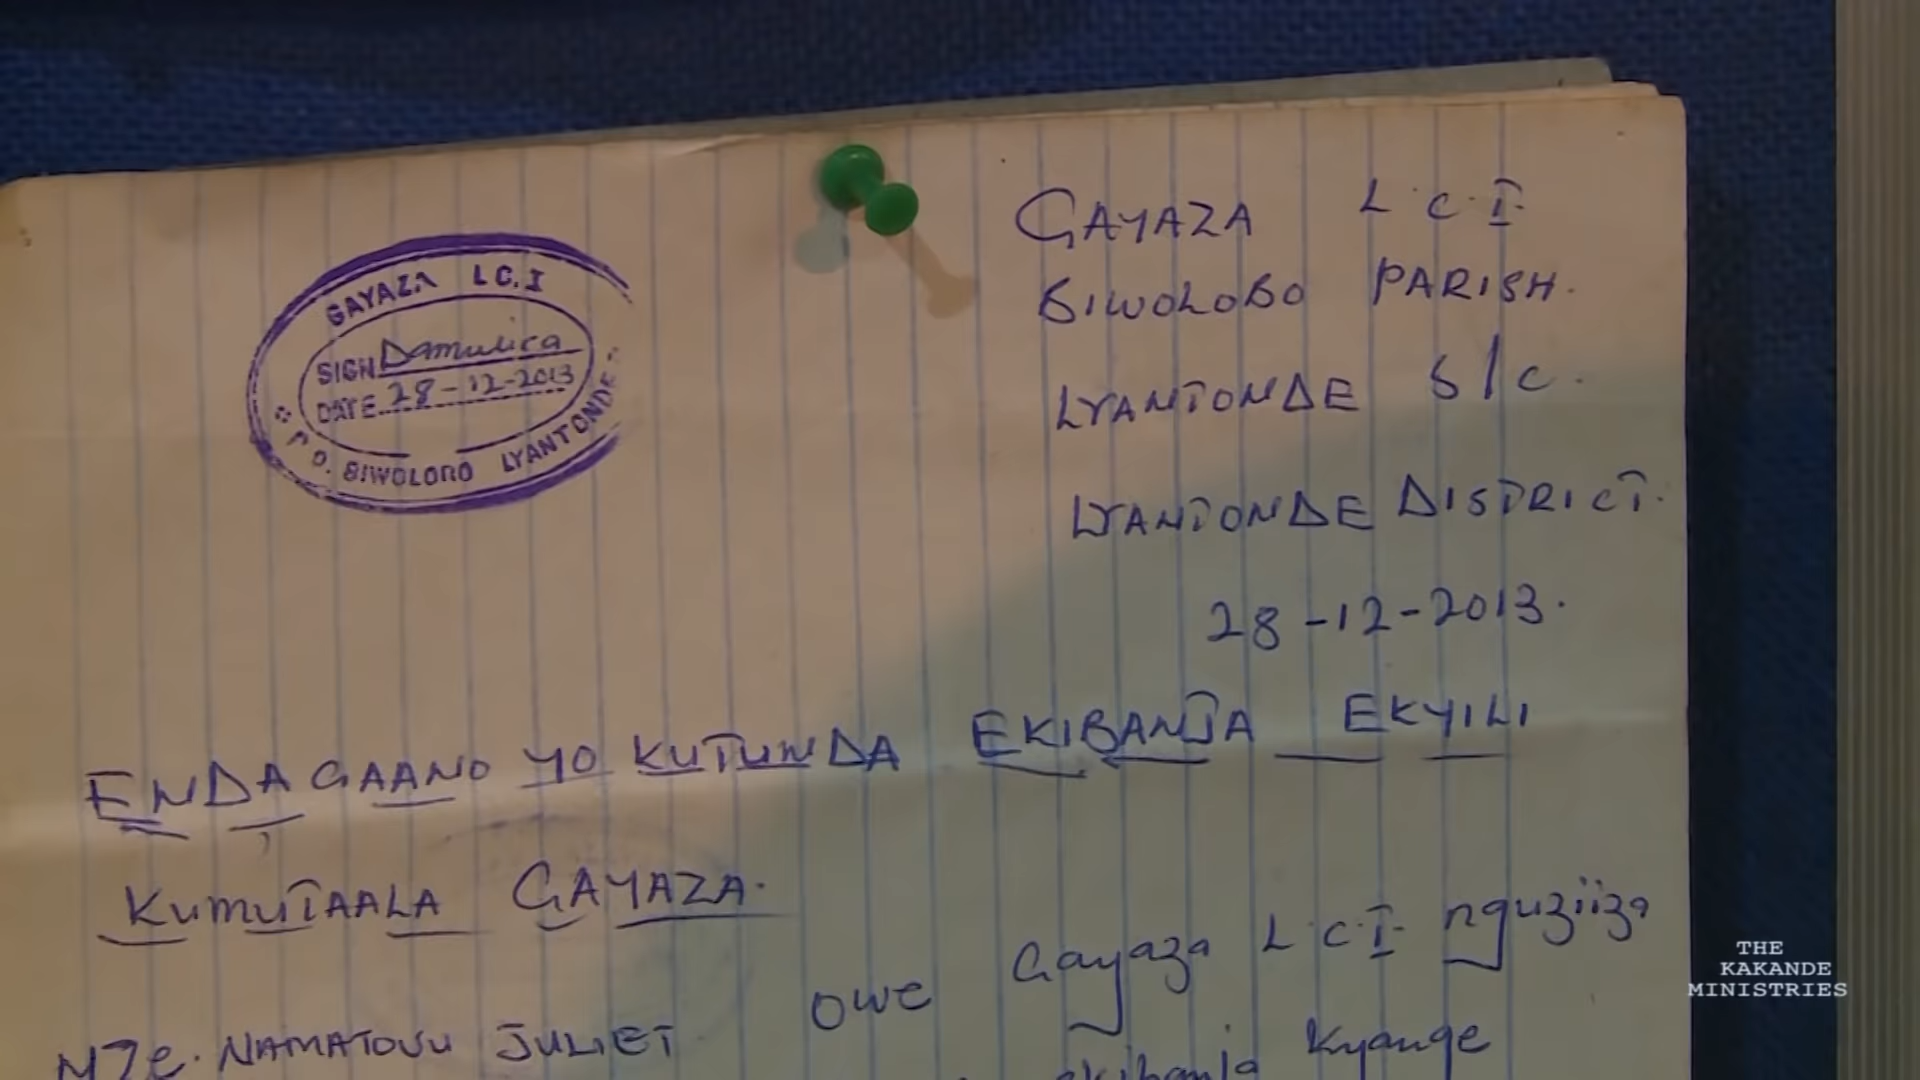 GAYAZA L.C.I
SIGN Damulira
DATE 28-12-2013
P.O. BIWOLOBO LYANTONDE
GAYAZA L.C.I.
BIWOLOBO PARISH.
LYANTONDE S/C.
LYANTONDE DISTRICT.
28-12-2013.
ENDAGAANO YO KUTUNDA EKIBANJA EKYILI
KUMUTAALA GAYAZA.
NZe. NAMATOVU JULIET owe Gayaza L.C.I nguziiza
ekibanja Kyange
THE
KAKANDE
MINISTRIES